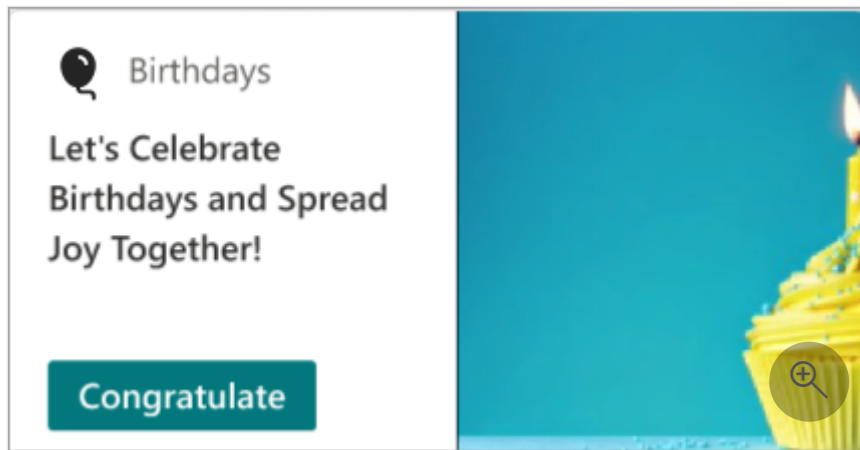 Birthdays
Let's Celebrate
Birthdays and Spread
Joy Together!
Congratulate